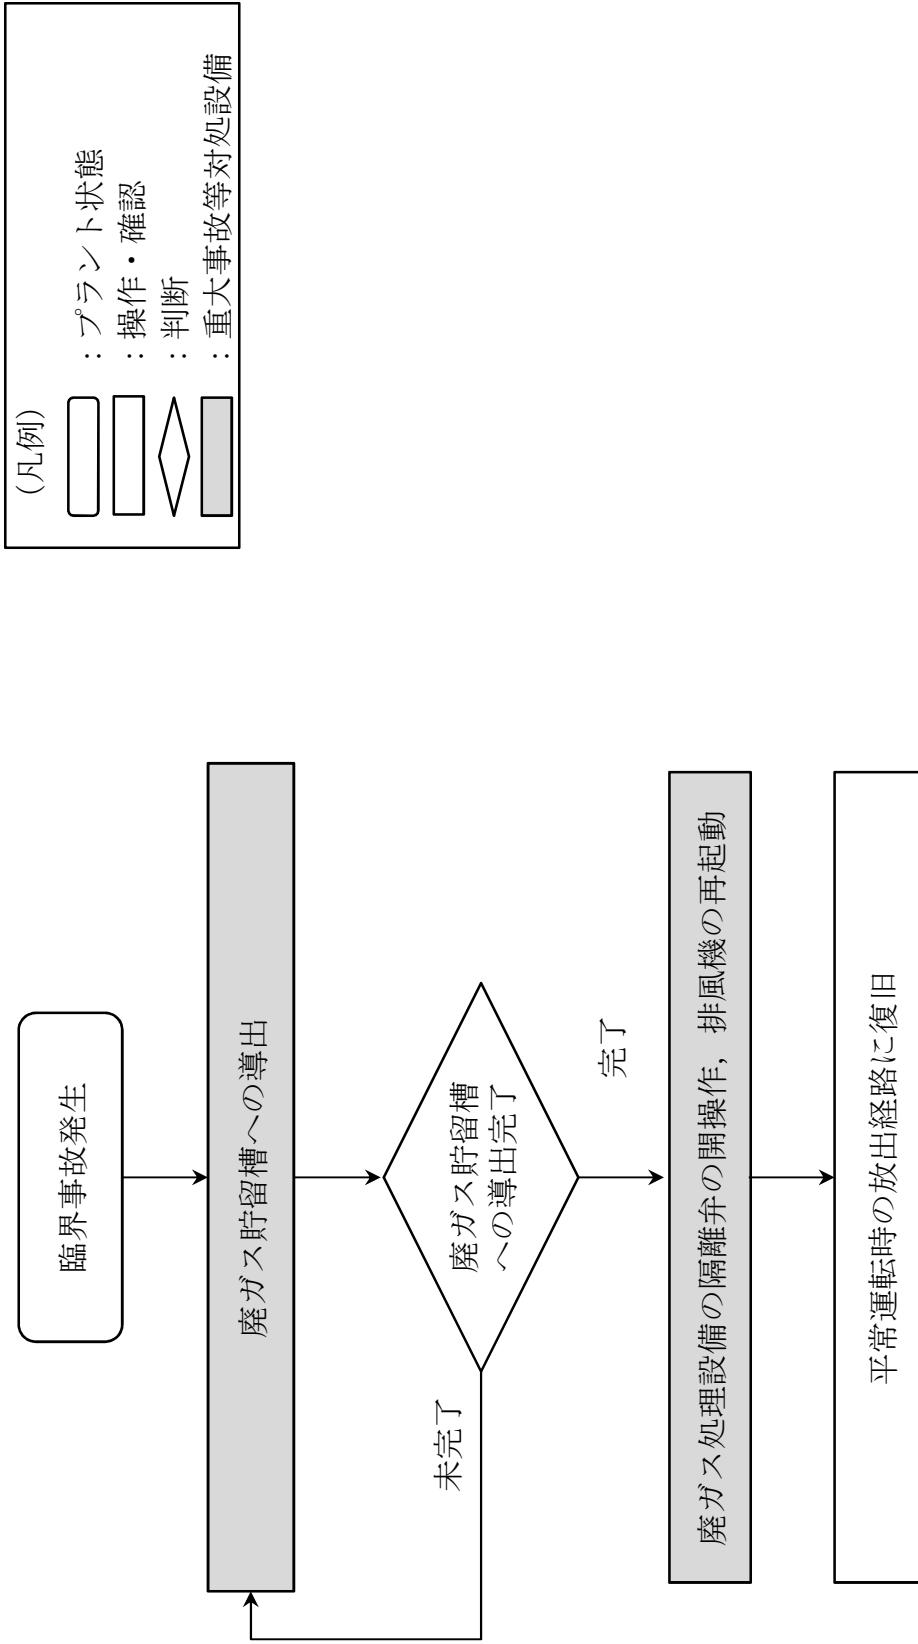 臨界事故発生
廃ガス貯留槽への導出
廃ガス貯留槽
への導出完了
未完了
完了
廃ガス処理設備の隔離弁の開操作，排風機の再起動
平常運転時の放出経路に復旧
(凡例)
：プラント状態
：操作・確認
：判断
：重大事故等対処設備